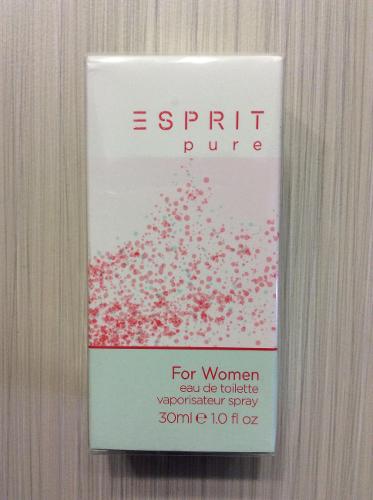 ESPRIT
pure
For Women
eau de toilette
vaporisateur spray
30ml ℮ 1.0 fl oz